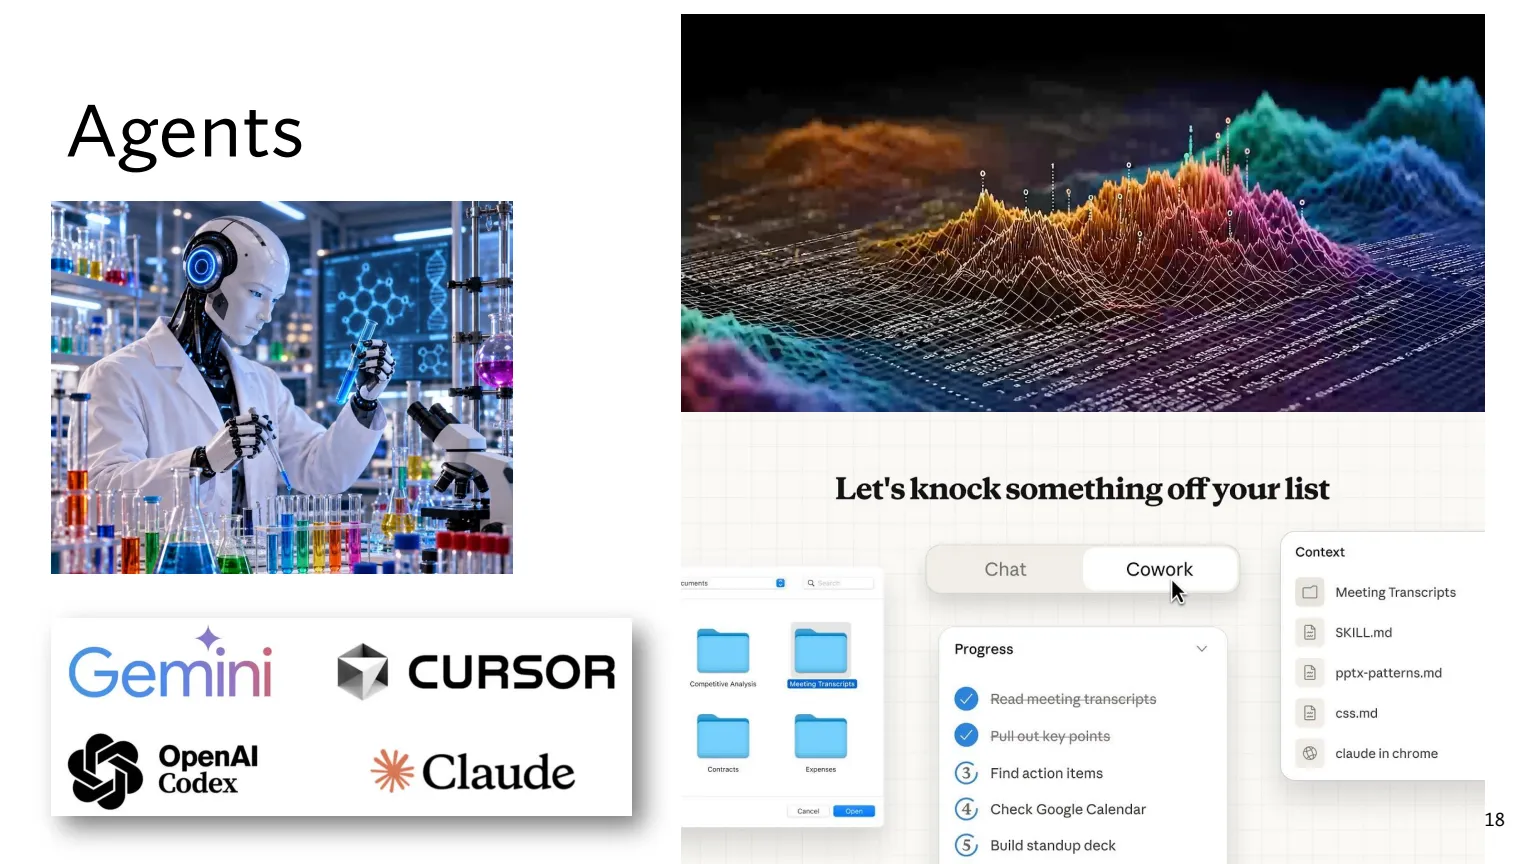 Agents
Gemini
CURSOR
OpenAI
Codex
Claude
Let's knock something off your list
Chat
Cowork
cuments
Search
Competitive Analysis
Meeting Transcripts
Contracts
Expenses
Cancel
Open
Progress
Read meeting transcripts
Pull out key points
3 Find action items
4 Check Google Calendar
5 Build standup deck
Context
Meeting Transcripts
SKILL.md
pptx-patterns.md
css.md
claude in chrome
18